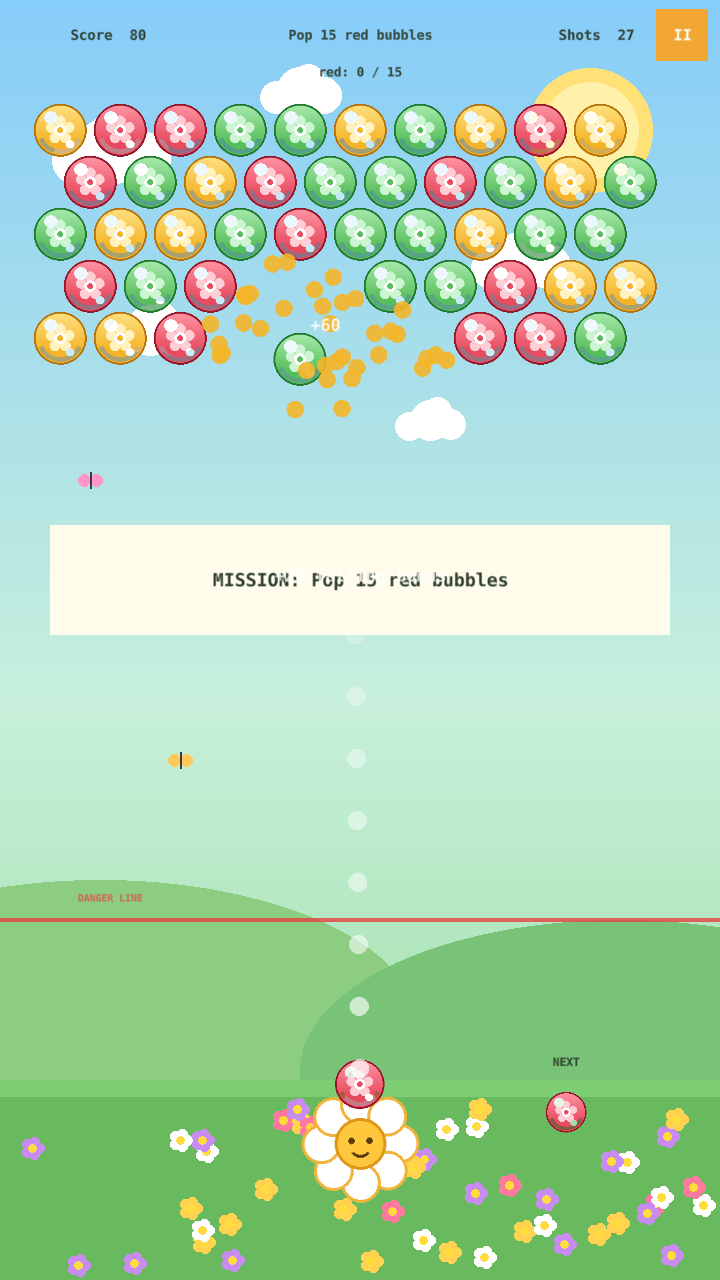 Score 80
Pop 15 red bubbles
Shots 27
II
red: 0 / 15
+60
MISSION: Pop 15 red bubbles
DANGER LINE
NEXT